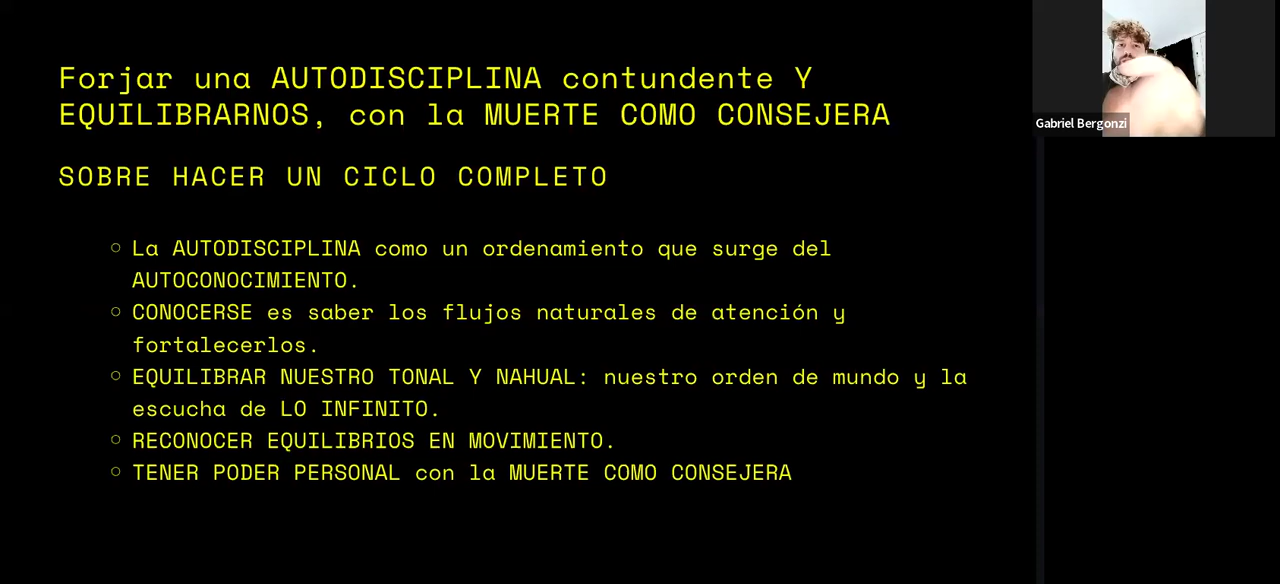 Forjar una AUTODISCIPLINA contundente Y
EQUILIBRARNOS, con la MUERTE COMO CONSEJERA
SOBRE HACER UN CICLO COMPLETO
La AUTODISCIPLINA como un ordenamiento que surge del
AUTOCONOCIMIENTO.
CONOCERSE es saber los flujos naturales de atención y
fortalecerlos.
EQUILIBRAR NUESTRO TONAL Y NAHUAL: nuestro orden de mundo y la
escucha de LO INFINITO.
RECONOCER EQUILIBRIOS EN MOVIMIENTO.
TENER PODER PERSONAL con la MUERTE COMO CONSEJERA
Gabriel Bergonzi